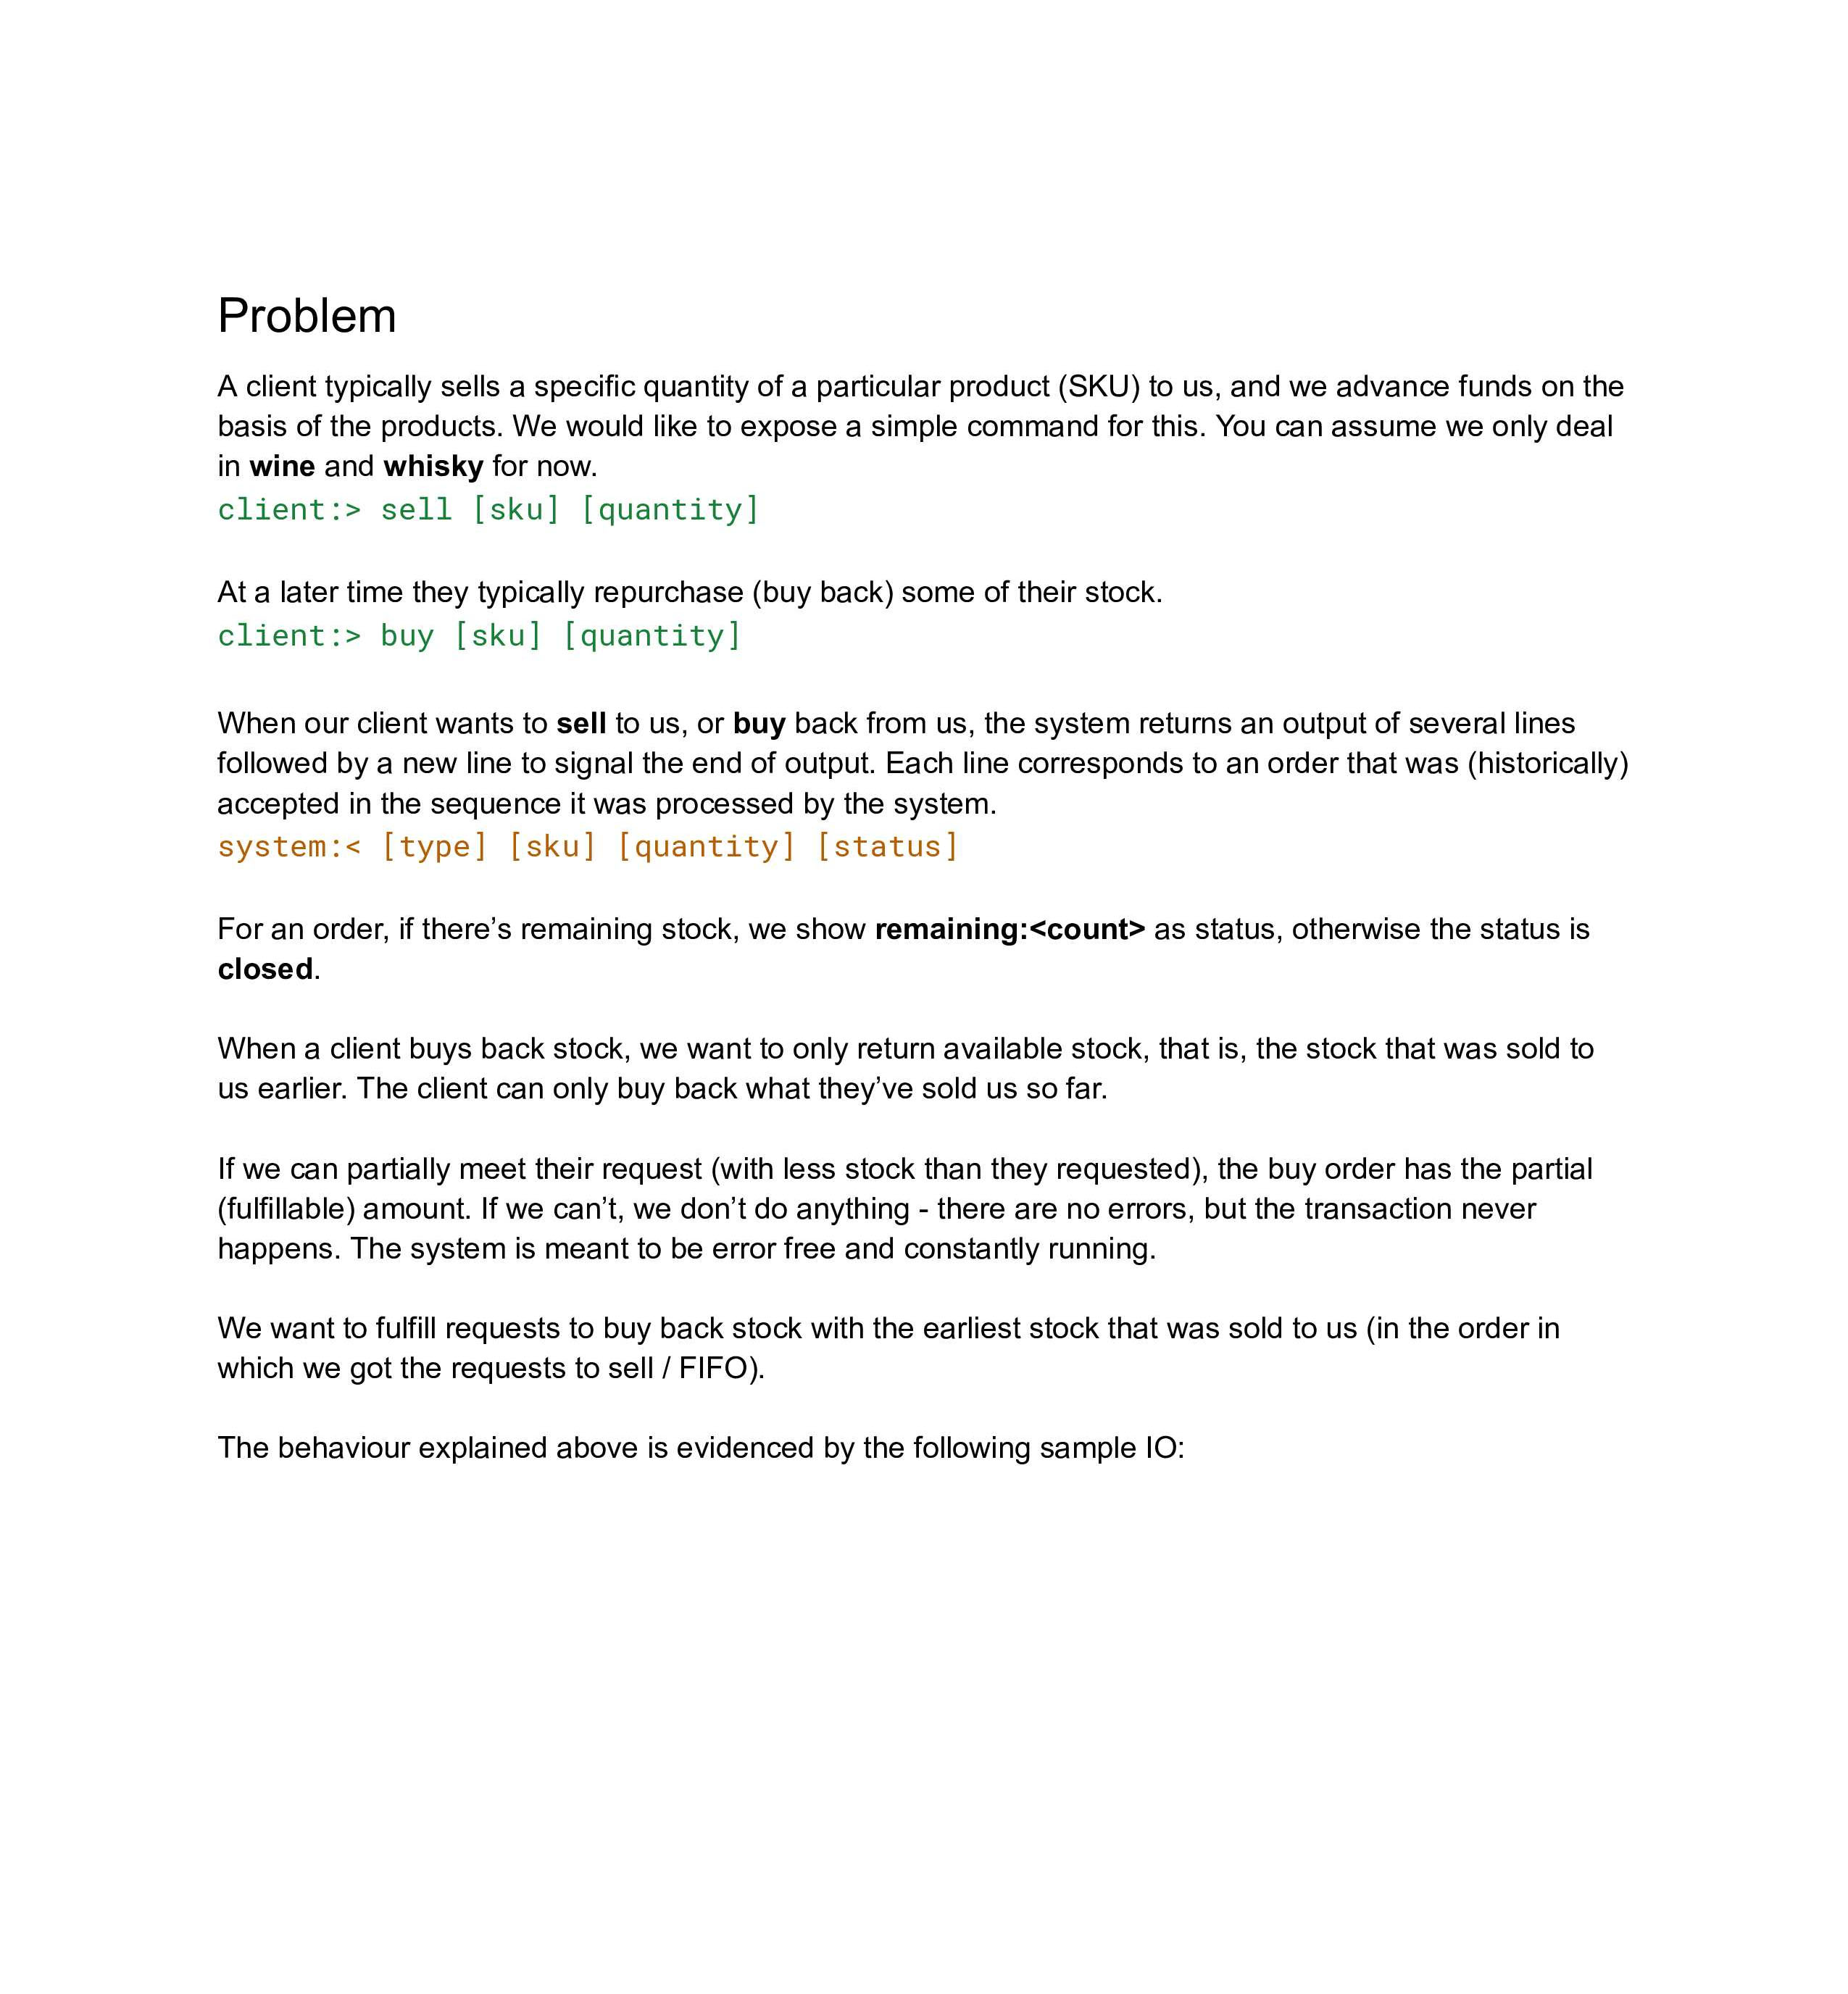 Problem
A client typically sells a specific quantity of a particular product (SKU) to us, and we advance funds on the
basis of the products. We would like to expose a simple command for this. You can assume we only deal
in wine and whisky for now.
client:> sell [sku] [quantity]
At a later time they typically repurchase (buy back) some of their stock.
client:> buy [sku] [quantity]
When our client wants to sell to us, or buy back from us, the system returns an output of several lines
followed by a new line to signal the end of output. Each line corresponds to an order that was (historically)
accepted in the sequence it was processed by the system.
system:< [type] [sku] [quantity] [status]
For an order, if there’s remaining stock, we show remaining:<count> as status, otherwise the status is
closed.
When a client buys back stock, we want to only return available stock, that is, the stock that was sold to
us earlier. The client can only buy back what they’ve sold us so far.
If we can partially meet their request (with less stock than they requested), the buy order has the partial
(fulfillable) amount. If we can’t, we don’t do anything - there are no errors, but the transaction never
happens. The system is meant to be error free and constantly running.
We want to fulfill requests to buy back stock with the earliest stock that was sold to us (in the order in
which we got the requests to sell / FIFO).
The behaviour explained above is evidenced by the following sample IO: